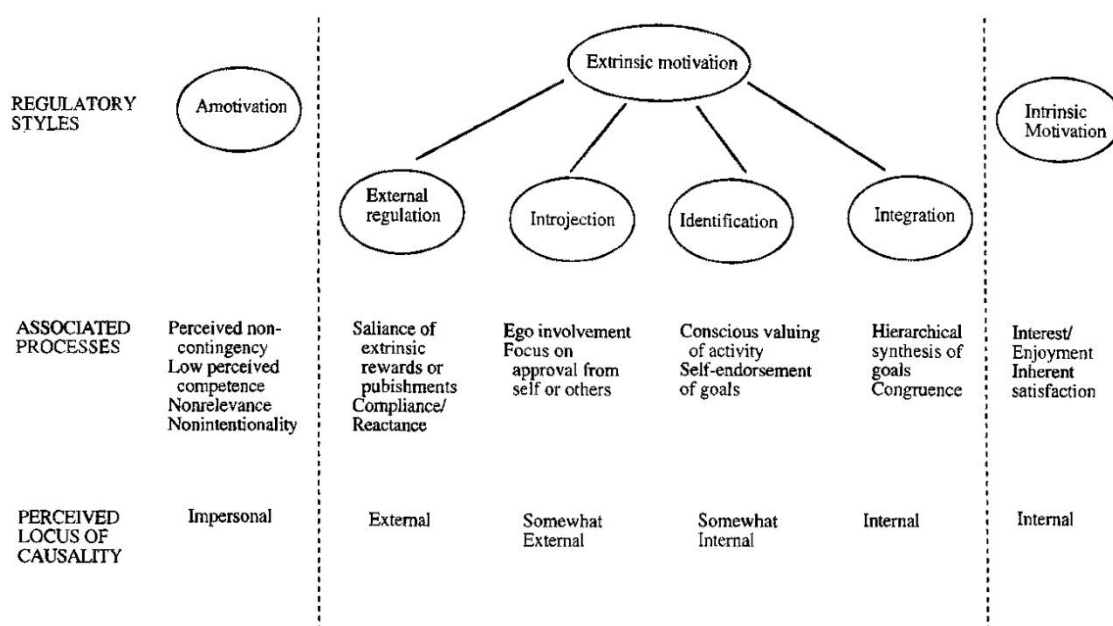 Extrinsic motivation
REGULATORY
STYLES
Amotivation
Intrinsic
Motivation
External
regulation
Introjection
Identification
Integration
ASSOCIATED
PROCESSES
Perceived non-
contingency
Low perceived
competence
Nonrelevance
Nonintentionality
Saliance of
extrinsic
rewards or
pubishments
Compliance/
Reactance
Ego involvement
Focus on
approval from
self or others
Conscious valuing
of activity
Self-endorsement
of goals
Hierarchical
synthesis of
goals
Congruence
Interest/
Enjoyment
Inherent
satisfaction
PERCEIVED
LOCUS OF
CAUSALITY
Impersonal
External
Somewhat
External
Somewhat
Internal
Internal
Internal